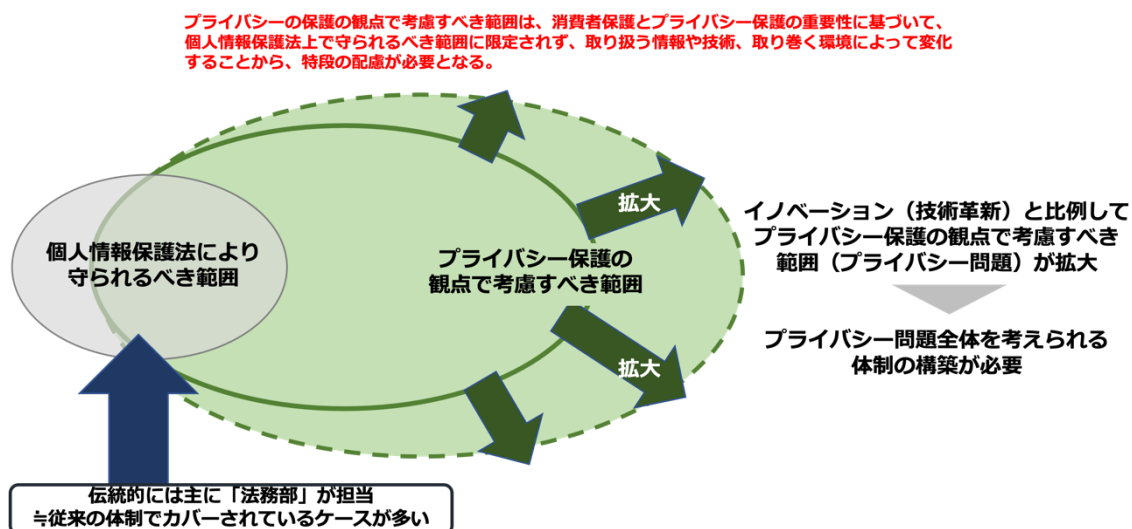 プライバシーの保護の観点で考慮すべき範囲は、消費者保護とプライバシー保護の重要性に基づいて、
個人情報保護法上で守られるべき範囲に限定されず、取り扱う情報や技術、取り巻く環境によって変化
することから、特段の配慮が必要となる。
拡大
個人情報保護法により
守られるべき範囲
プライバシー保護の
観点で考慮すべき範囲
イノベーション（技術革新）と比例して
プライバシー保護の観点で考慮すべき
範囲（プライバシー問題）が拡大
拡大
プライバシー問題全体を考えられる
体制の構築が必要
伝統的には主に「法務部」が担当
≒従来の体制でカバーされているケースが多い